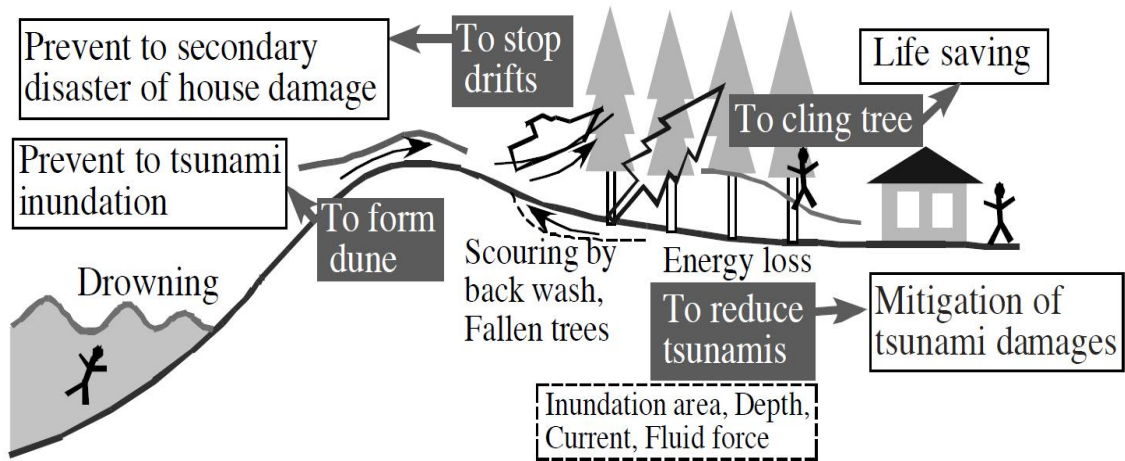 Prevent to secondary
disaster of house damage
To stop
drifts
Life saving
To cling tree
Prevent to tsunami
inundation
To form
dune
Drowning
Scouring by
back wash,
Fallen trees
Energy loss
To reduce
tsunamis
Mitigation of
tsunami damages
Inundation area, Depth,
Current, Fluid force